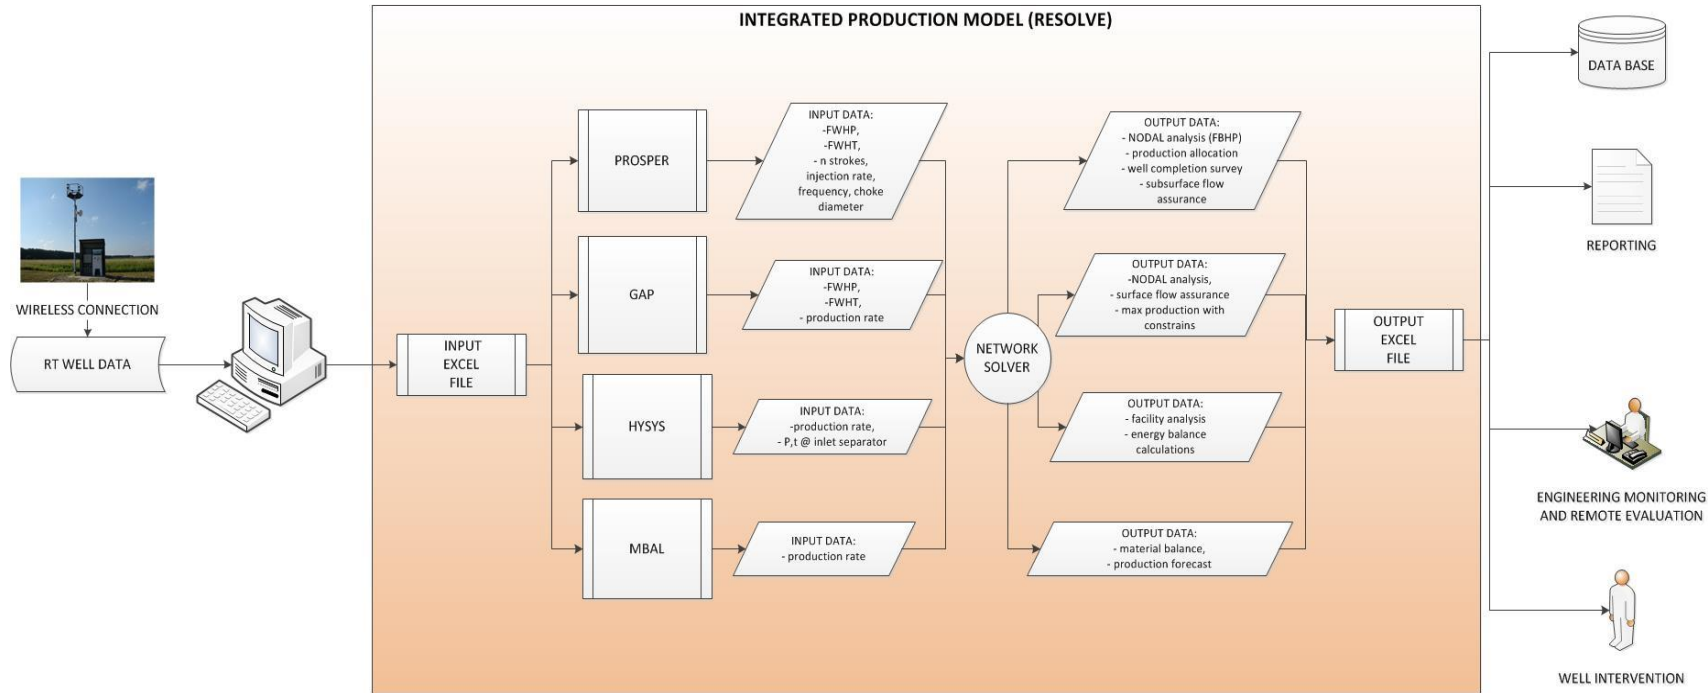 INTEGRATED PRODUCTION MODEL (RESOLVE)
WIRELESS CONNECTION
RT WELL DATA
INPUT
EXCEL
FILE
PROSPER
GAP
HYSYS
MBAL
INPUT DATA:
-FWHP,
-FWHT,
- n strokes,
injection rate,
frequency, choke
diameter
INPUT DATA:
-FWHP,
-FWHT,
- production rate
INPUT DATA:
-production rate,
- P,t @ inlet separator
INPUT DATA:
- production rate
NETWORK
SOLVER
OUTPUT DATA:
- NODAL analysis (FBHP)
- production allocation
- well completion survey
- subsurface flow
assurance
OUTPUT DATA:
-NODAL analysis,
- surface flow assurance
- max production with
constrains
OUTPUT DATA:
- facility analysis
- energy balance
calculations
OUTPUT DATA:
- material balance,
- production forecast
OUTPUT
EXCEL
FILE
DATA BASE
REPORTING
ENGINEERING MONITORING
AND REMOTE EVALUATION
WELL INTERVENTION